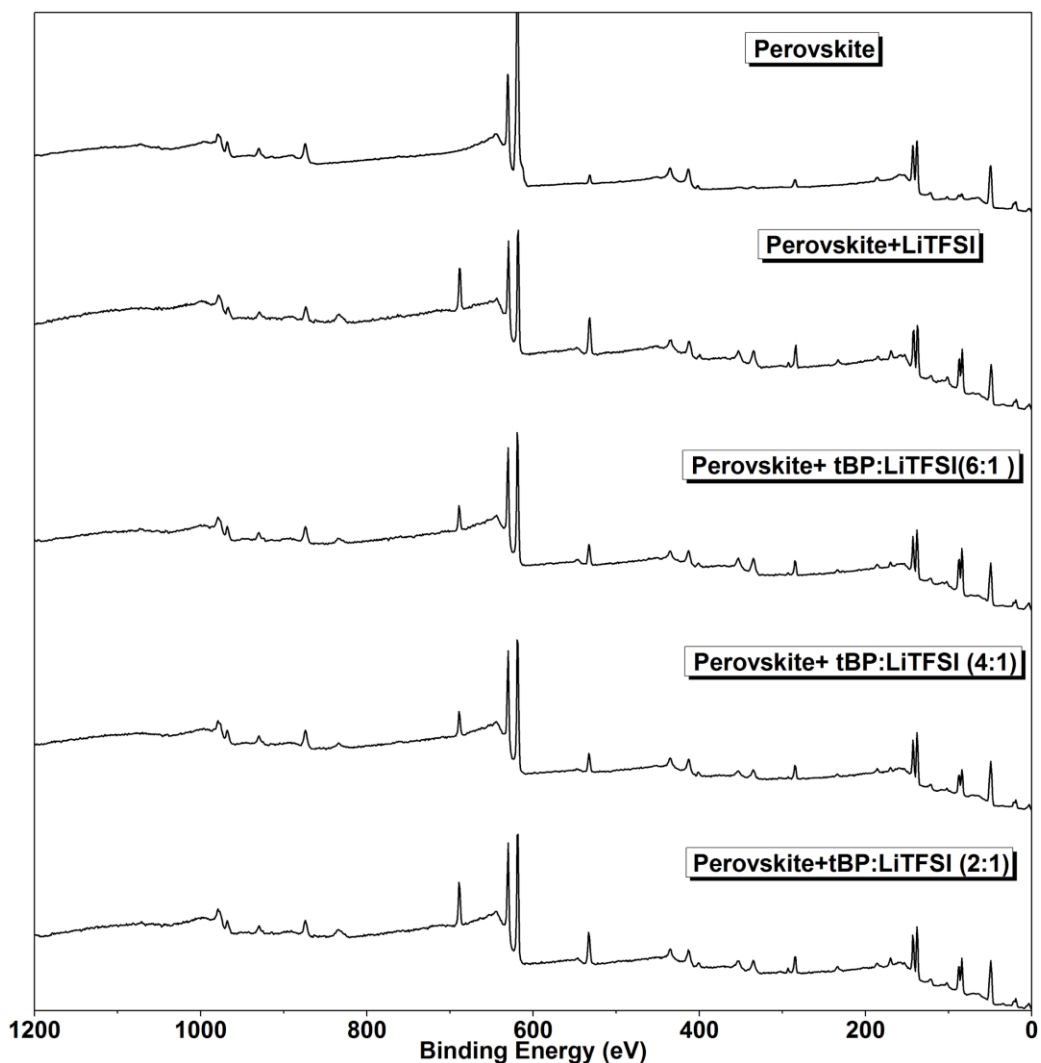 Perovskite
Perovskite+LiTFSI
Perovskite+ tBP:LiTFSI(6:1 )
Perovskite+ tBP:LiTFSI (4:1)
Perovskite+tBP:LiTFSI (2:1)
1200 1000 800 600 400 200 0
Binding Energy (eV)